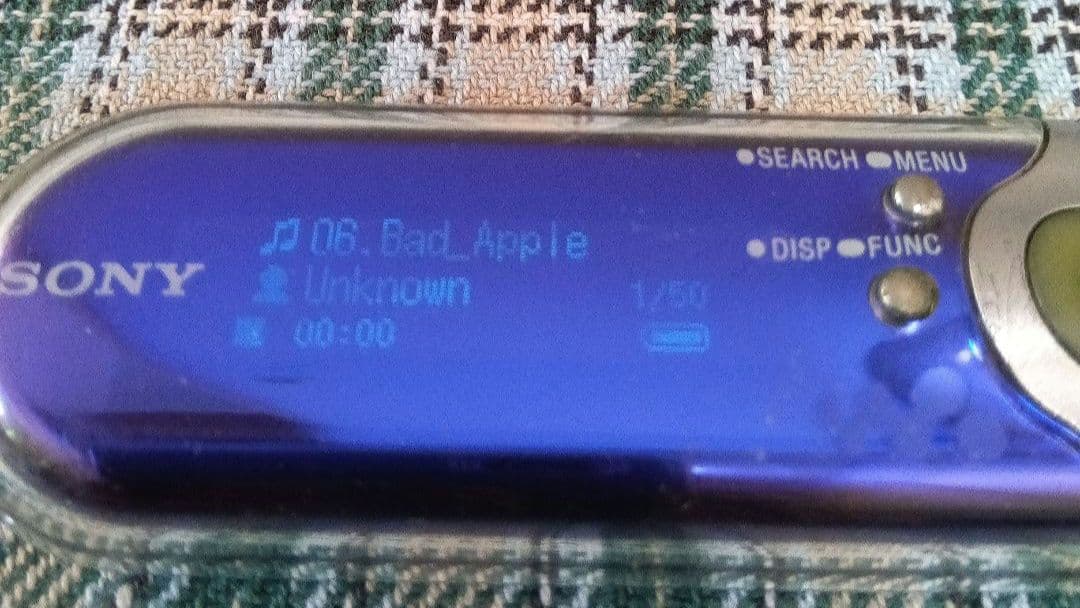 ●SEARCH ●MENU
●DISP ●FUNC
SONY
06.Bad_Apple
Unknown
1/50
00:00